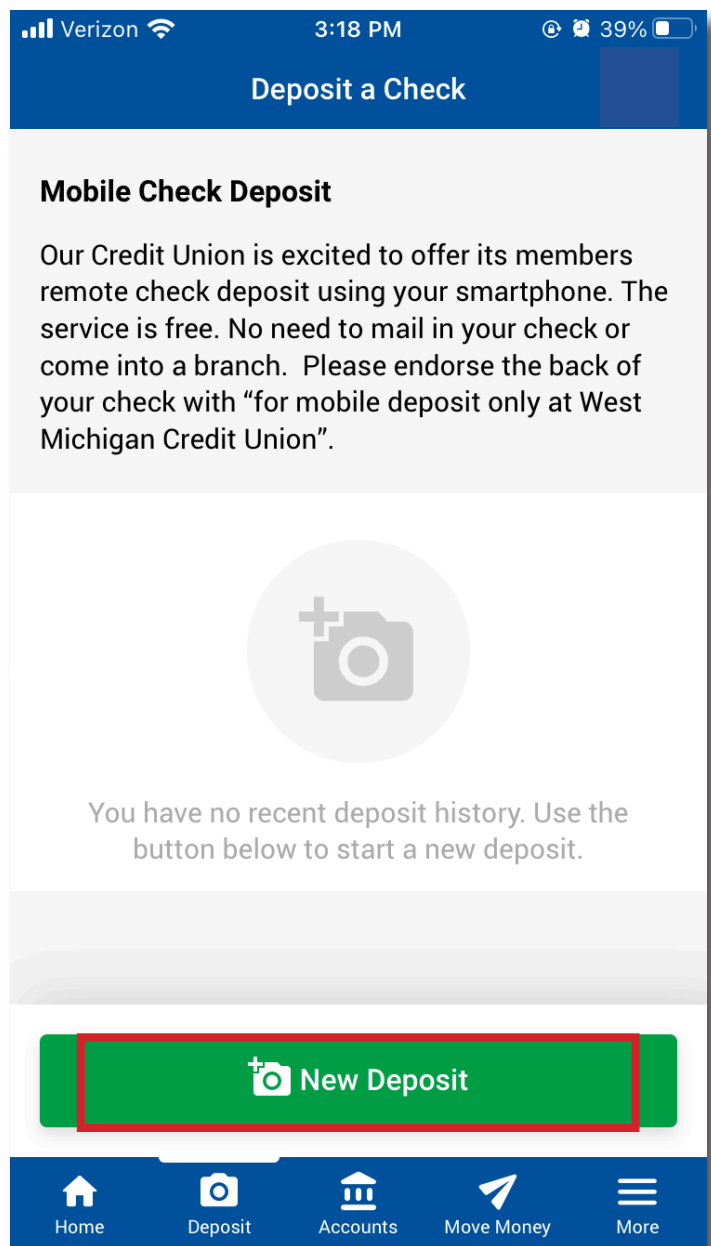 Verizon 3:18 PM 39%
Deposit a Check
Mobile Check Deposit
Our Credit Union is excited to offer its members
remote check deposit using your smartphone. The
service is free. No need to mail in your check or
come into a branch.  Please endorse the back of
your check with “for mobile deposit only at West
Michigan Credit Union”.
You have no recent deposit history. Use the
button below to start a new deposit.
New Deposit
Home Deposit Accounts Move Money More